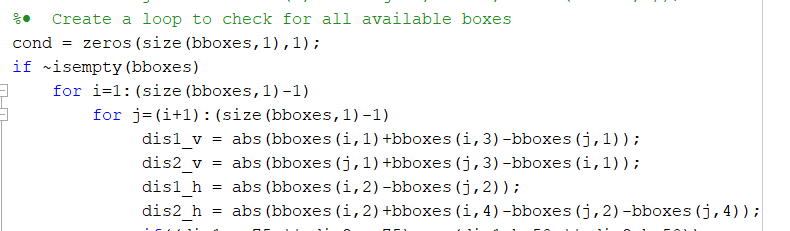 %●  Create a loop to check for all available boxes
cond = zeros(size(bboxes,1),1);
if ~isempty(bboxes)
    for i=1:(size(bboxes,1)-1)
        for j=(i+1):(size(bboxes,1)-1)
             dis1_v = abs(bboxes(i,1)+bboxes(i,3)-bboxes(j,1));
             dis2_v = abs(bboxes(j,1)+bboxes(j,3)-bboxes(i,1));
             dis1_h = abs(bboxes(i,2)-bboxes(j,2));
             dis2_h = abs(bboxes(i,2)+bboxes(i,4)-bboxes(j,2)-bboxes(j,4));